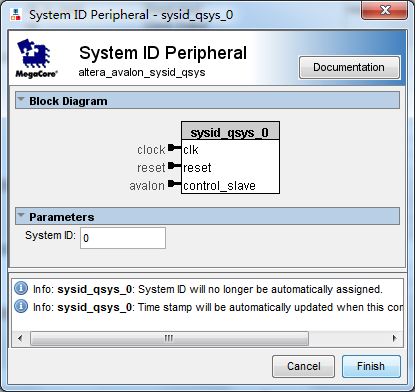 System ID Peripheral - sysid_qsys_0
System ID Peripheral
altera_avalon_sysid_qsys
MegaCore®
Documentation
Block Diagram
sysid_qsys_0
clock clk
reset reset
avalon control_slave
Parameters
System ID: 0
Info: sysid_qsys_0: System ID will no longer be automatically assigned.
Info: sysid_qsys_0: Time stamp will be automatically updated when this con
Cancel
Finish